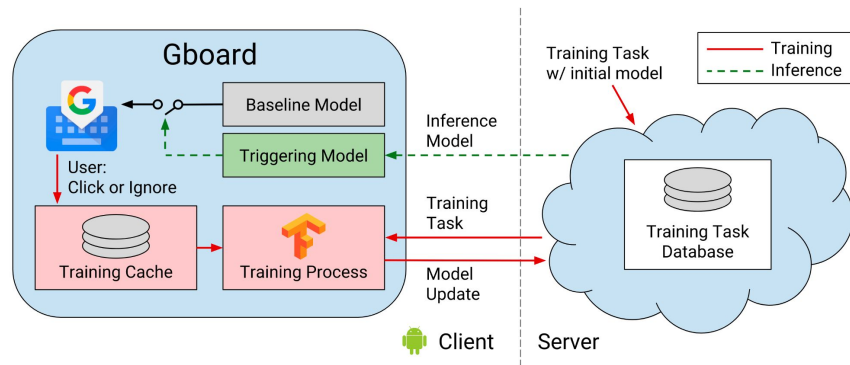 Gboard
Baseline Model
Triggering Model
User:
Click or Ignore
Training Cache
Training Process
Inference
Model
Training
Task
Model
Update
Client
Server
Training Task
w/ initial model
Training
Inference
Training Task
Database